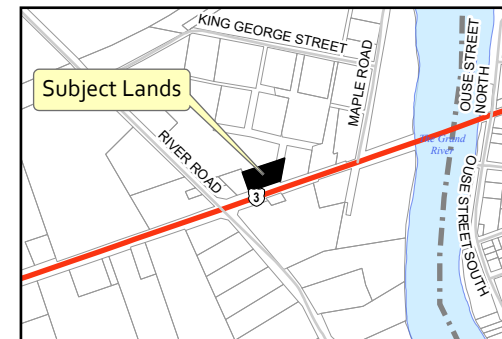 KING GEORGE STREET
MAPLE ROAD
OUSE STREET
NORTH
Subject Lands
RIVER ROAD
The Grand
River
3
OUSE STREET SOUTH